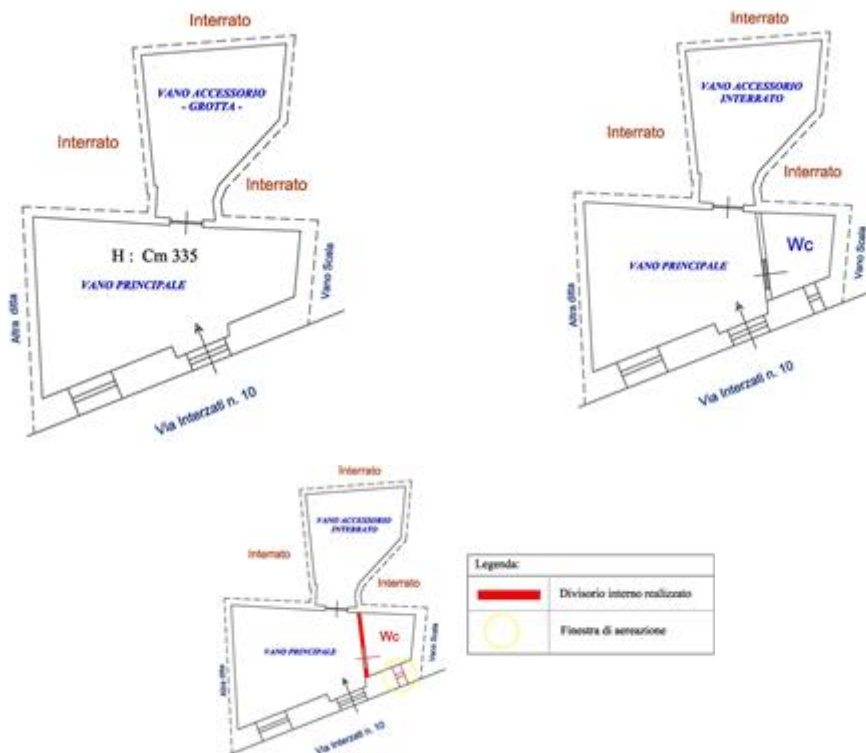 Interrato
VANO ACCESSORIO
- GROTTA -
Interrato
Interrato
H : Cm 335
VANO PRINCIPALE
Altra ditta
Vano Scala
Via Interzati n. 10
Interrato
VANO ACCESSORIO
INTERRATO
Interrato
Interrato
Wc
VANO PRINCIPALE
Altra ditta
Vano Scala
Via Interzati n. 10
Interrato
VANO ACCESSORIO
INTERRATO
Interrato
Interrato
Wc
VANO PRINCIPALE
Altra ditta
Vano Scala
Via Interzati n. 10
Legenda:
Divisorio interno realizzato
Finestra di aereazione